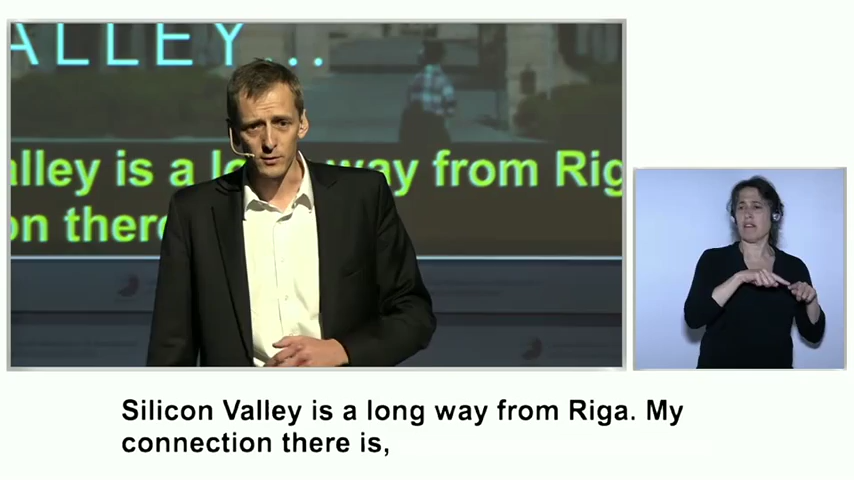 ALLEY...
alley is a lo way from Rig
on there
Silicon Valley is a long way from Riga. My
connection there is,